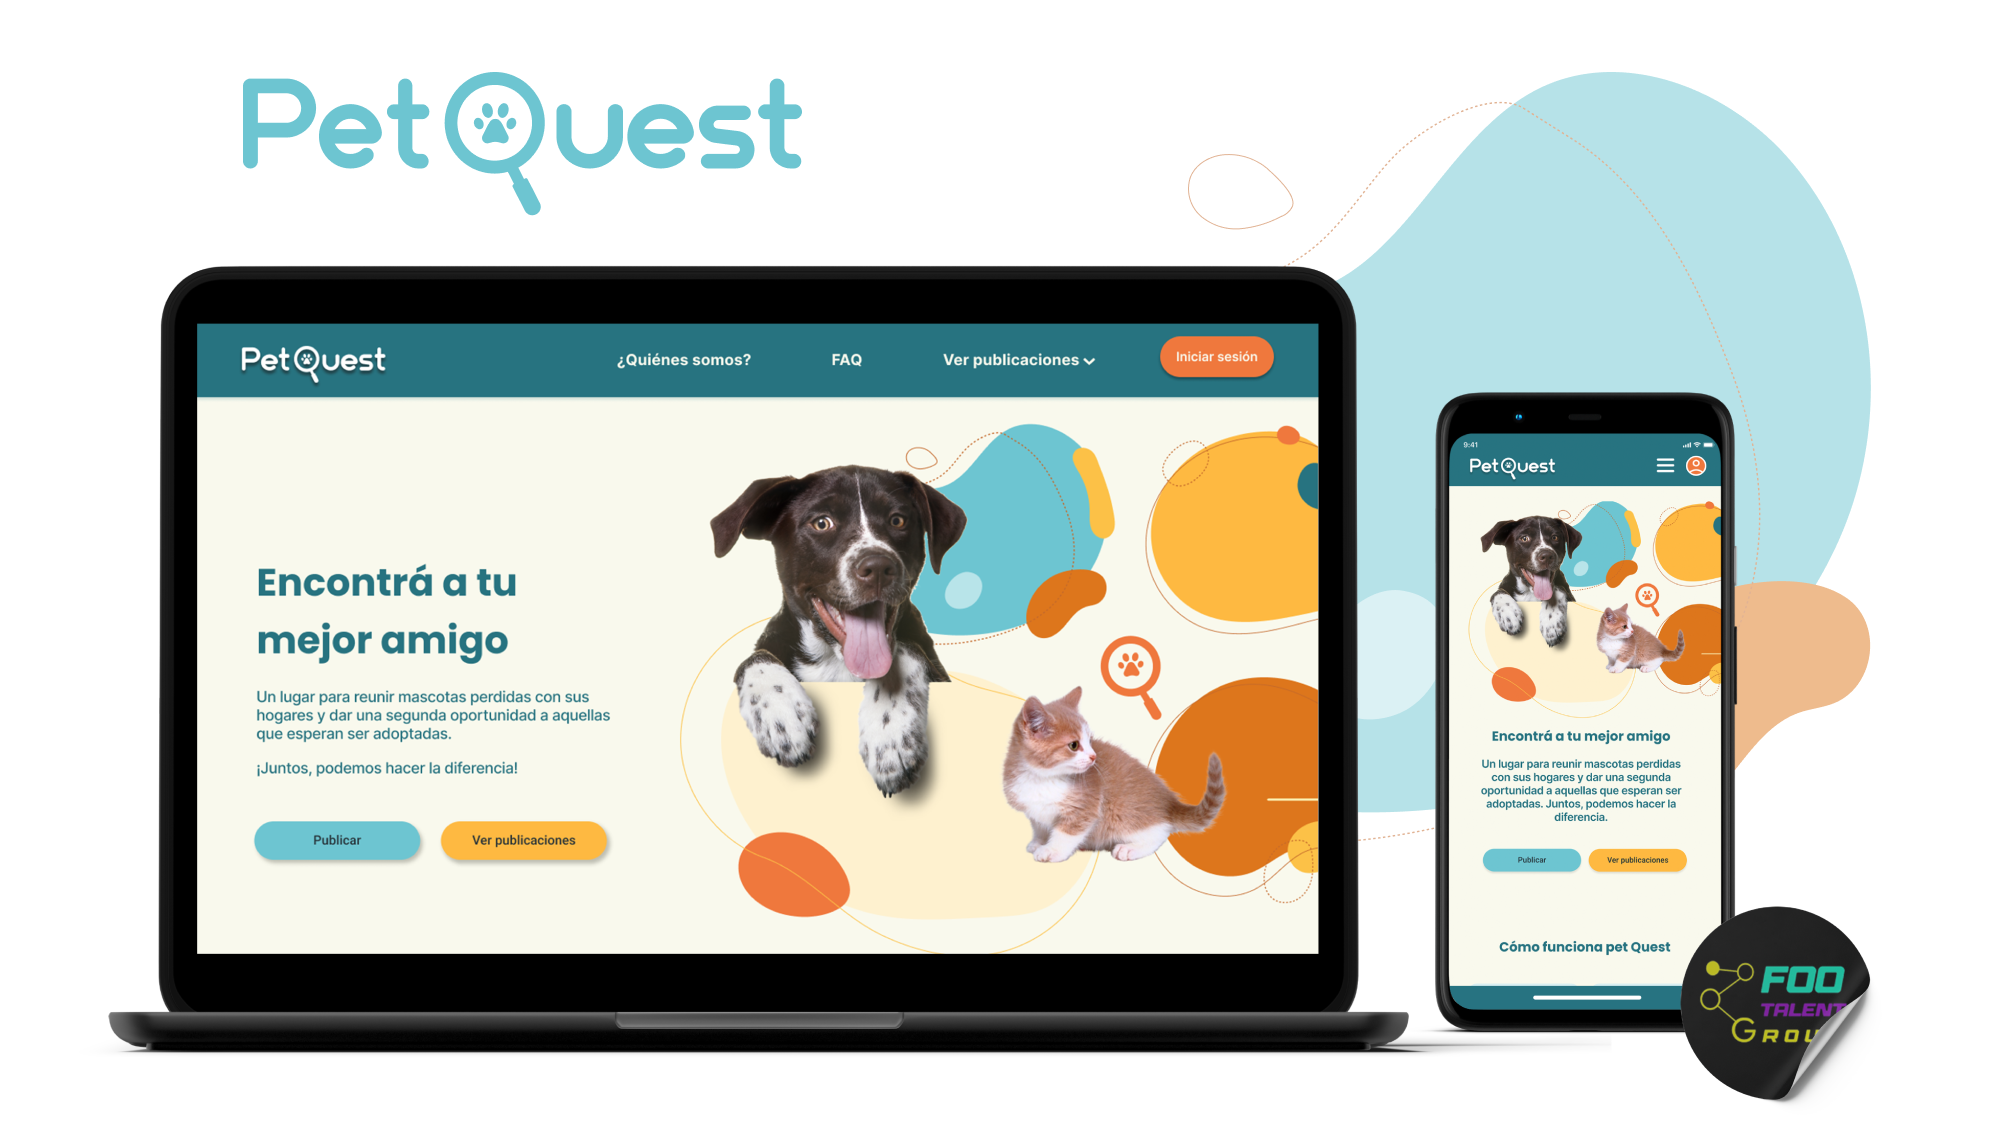 PetQuest
PetQuest
¿Quiénes somos?
FAQ
Ver publicaciones
Iniciar sesión
Encontrá a tu
mejor amigo
Un lugar para reunir mascotas perdidas con sus
hogares y dar una segunda oportunidad a aquellas
que esperan ser adoptadas.
¡Juntos, podemos hacer la diferencia!
Publicar
Ver publicaciones
9:41
PetQuest
Encontrá a tu mejor amigo
Un lugar para reunir mascotas perdidas
con sus hogares y dar una segunda
oportunidad a aquellas que esperan ser
adoptadas. Juntos, podemos hacer la
diferencia.
Publicar
Ver publicaciones
Cómo funciona pet Quest
FOO
TALENT
GROU